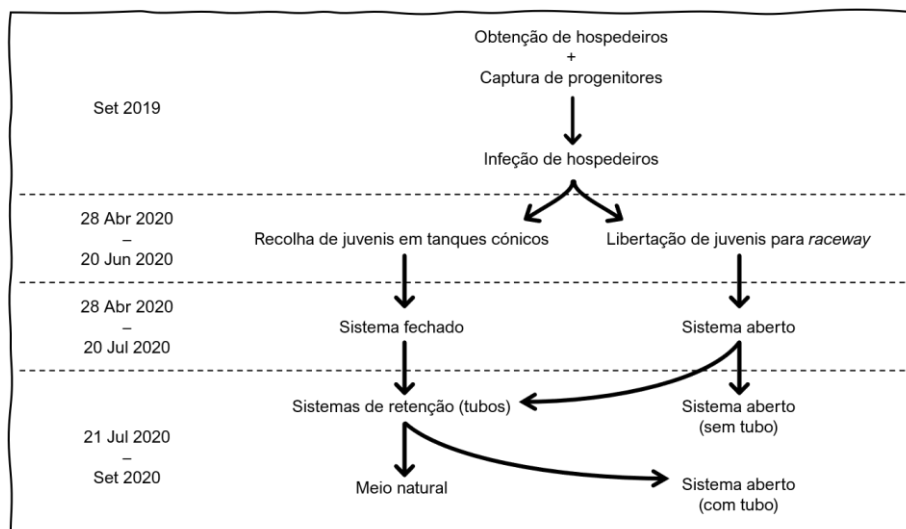 Obtenção de hospedeiros
+
Captura de progenitores
Set 2019
Infeção de hospedeiros
28 Abr 2020
–
20 Jun 2020
Recolha de juvenis em tanques cónicos
Libertação de juvenis para raceway
28 Abr 2020
–
20 Jul 2020
Sistema fechado
Sistema aberto
21 Jul 2020
–
Set 2020
Sistemas de retenção (tubos)
Sistema aberto
(sem tubo)
Meio natural
Sistema aberto
(com tubo)